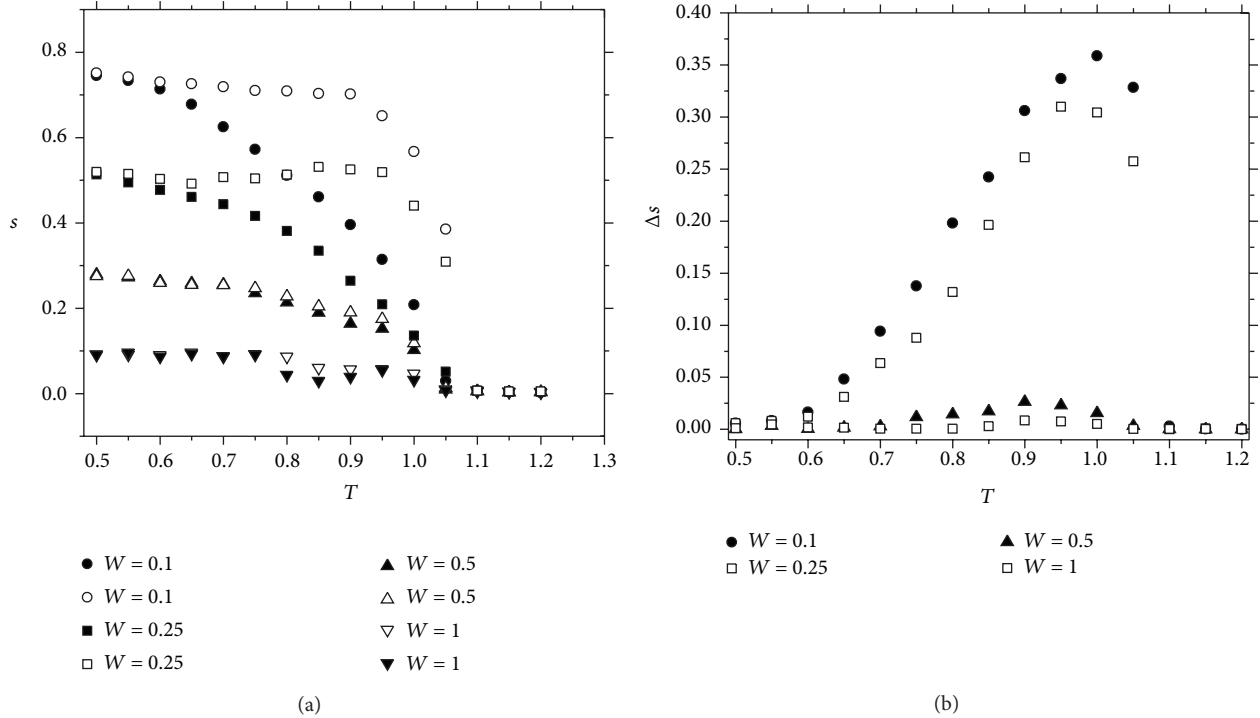 0.8
0.6
0.4
0.2
0.0
s
0.5 0.6 0.7 0.8 0.9 1.0 1.1 1.2 1.3
T
W = 0.1
W = 0.1
W = 0.25
W = 0.25
W = 0.5
W = 0.5
W = 1
W = 1
(a)
0.40
0.35
0.30
0.25
0.20
0.15
0.10
0.05
0.00
Δs
0.5 0.6 0.7 0.8 0.9 1.0 1.1 1.2
T
W = 0.1
W = 0.25
W = 0.5
W = 1
(b)